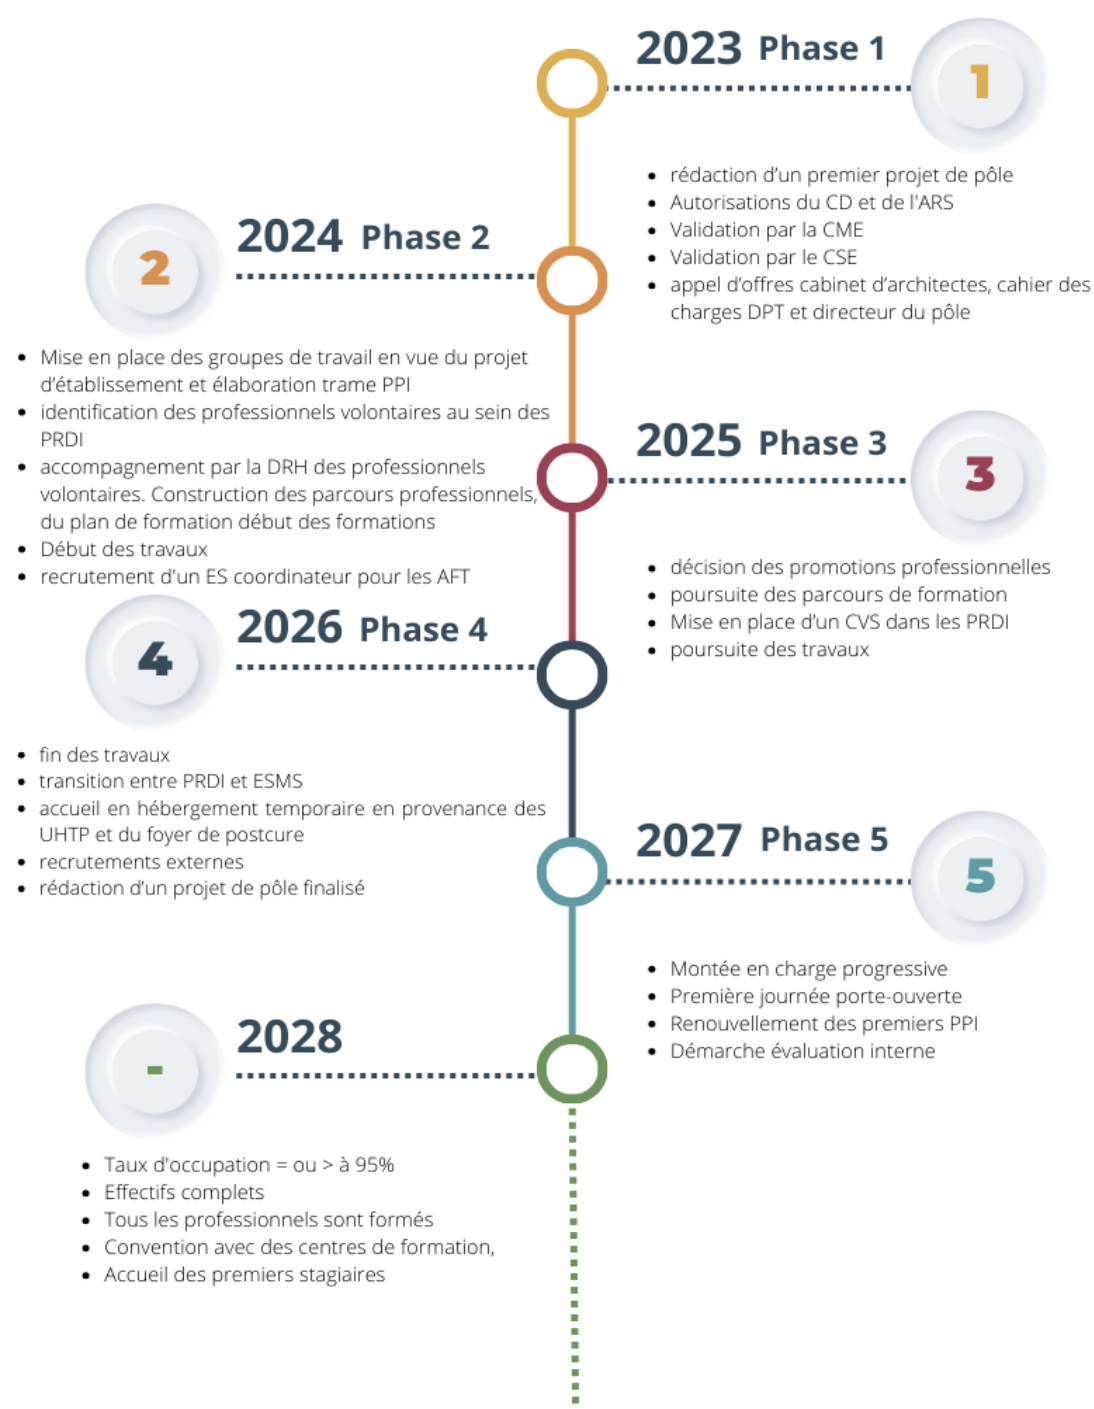 2023 Phase 1
1
• rédaction d'un premier projet de pôle
• Autorisations du CD et de l'ARS
• Validation par la CME
• Validation par le CSE
• appel d'offres cabinet d'architectes, cahier des
charges DPT et directeur du pôle
2
2024 Phase 2
• Mise en place des groupes de travail en vue du projet
d'établissement et élaboration trame PPI
• identification des professionnels volontaires au sein des
PRDI
• accompagnement par la DRH des professionnels
volontaires. Construction des parcours professionnels,
du plan de formation début des formations
• Début des travaux
• recrutement d'un ES coordinateur pour les AFT
2025 Phase 3
3
• décision des promotions professionnelles
• poursuite des parcours de formation
• Mise en place d'un CVS dans les PRDI
• poursuite des travaux
4
2026 Phase 4
• fin des travaux
• transition entre PRDI et ESMS
• accueil en hébergement temporaire en provenance des
UHTP et du foyer de postcure
• recrutements externes
• rédaction d'un projet de pôle finalisé
2027 Phase 5
5
• Montée en charge progressive
• Première journée porte-ouverte
• Renouvellement des premiers PPI
• Démarche évaluation interne
-
2028
• Taux d'occupation = ou > à 95%
• Effectifs complets
• Tous les professionnels sont formés
• Convention avec des centres de formation,
• Accueil des premiers stagiaires